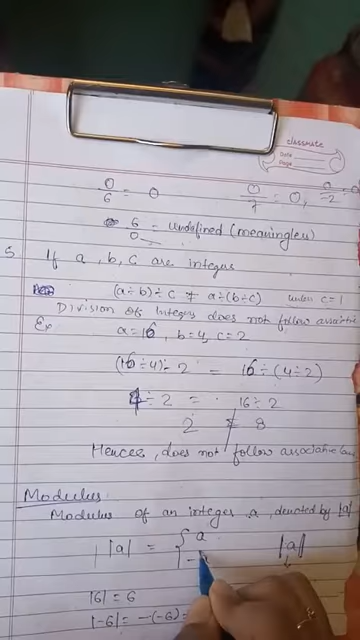 classmate
Date
Page
0/6 = 0    0/7 = 0, 0/-2 = 0
6/0 = undefined (meaningless)
5 If a, b, c are integers
(a÷b)÷c ≠ a÷(b÷c) unless c=1
Division of Integers does not follow associative
Ex a=16, b=4, c=2
(16÷4)÷2 = 16÷(4÷2)
4÷2 = 16÷2
2 ≠ 8
Hences, does not follow associative
Modulus
Modulus of an integer a, denoted by |a|
|a| = { a    |a|
-
|6| = 6
|-6| = -(-6) =